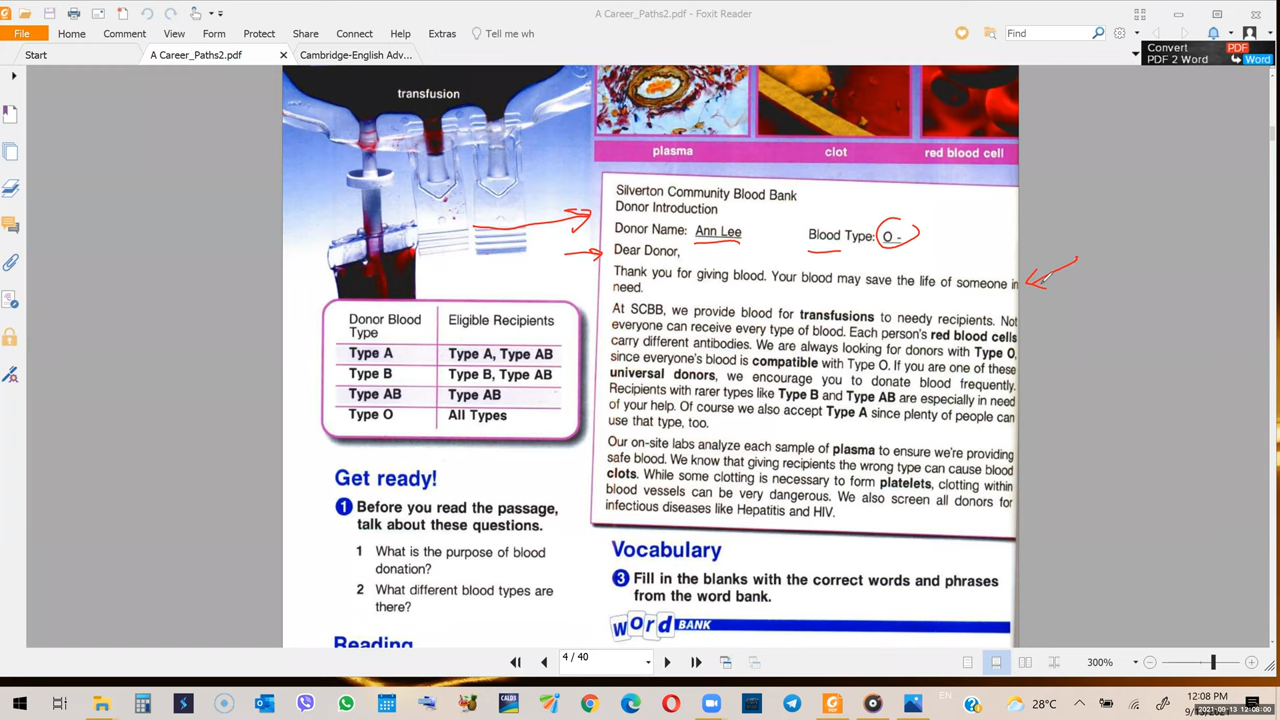 A Career_Paths2.pdf - Foxit Reader
File Home Comment View Form Protect Share Connect Help Extras Tell me wh
Find
Start A Career_Paths2.pdf Cambridge-English Adv...
Convert PDF
PDF 2 Word Word
transfusion
plasma clot red blood cell
Silverton Community Blood Bank
Donor Introduction
Donor Name: Ann Lee Blood Type: O -
Dear Donor,
Thank you for giving blood. Your blood may save the life of someone in
need.
At SCBB, we provide blood for transfusions to needy recipients. Not
everyone can receive every type of blood. Each person's red blood cells
carry different antibodies. We are always looking for donors with Type O,
since everyone's blood is compatible with Type O. If you are one of these
universal donors, we encourage you to donate blood frequently.
Recipients with rarer types like Type B and Type AB are especially in need
of your help. Of course we also accept Type A since plenty of people can
use that type, too.
Our on-site labs analyze each sample of plasma to ensure we're providing
safe blood. We know that giving recipients the wrong type can cause blood
clots. While some clotting is necessary to form platelets, clotting within
blood vessels can be very dangerous. We also screen all donors for
infectious diseases like Hepatitis and HIV.
Donor Blood Type Eligible Recipients
Type A Type A, Type AB
Type B Type B, Type AB
Type AB Type AB
Type O All Types
Get ready!
1 Before you read the passage,
talk about these questions.
1 What is the purpose of blood
donation?
2 What different blood types are
there?
Reading
Vocabulary
3 Fill in the blanks with the correct words and phrases
from the word bank.
word BANK
4 / 40
300%
CALDS
EN
28°C
12:08 PM
2021-09-13 12:08:00